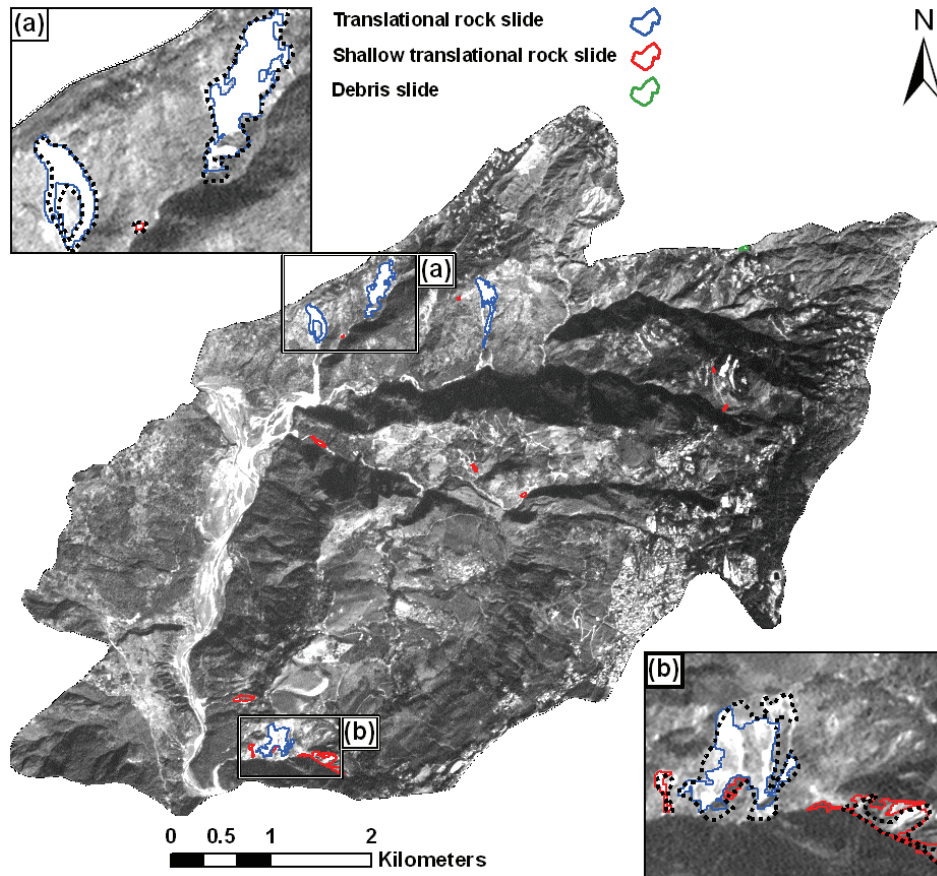 (a)
Translational rock slide
Shallow translational rock slide
Debris slide
N
(a)
(b)
(b)
0 0.5 1 2
Kilometers